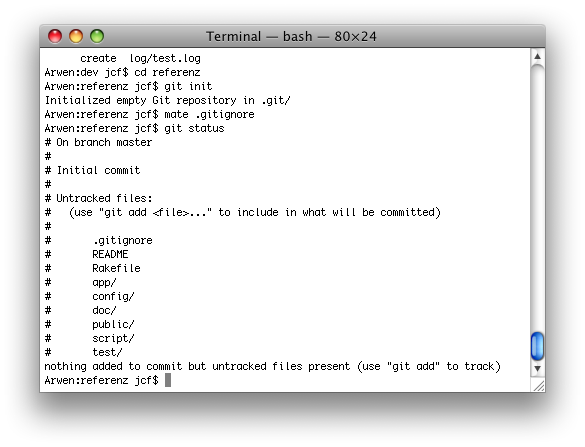 Terminal — bash — 80×24
create  log/test.log
Arwen:dev jcf$ cd referenz
Arwen:referenz jcf$ git init
Initialized empty Git repository in .git/
Arwen:referenz jcf$ mate .gitignore
Arwen:referenz jcf$ git status
# On branch master
#
# Initial commit
#
# Untracked files:
#   (use "git add <file>..." to include in what will be committed)
#
#       .gitignore
#       README
#       Rakefile
#       app/
#       config/
#       doc/
#       public/
#       script/
#       test/
nothing added to commit but untracked files present (use "git add" to track)
Arwen:referenz jcf$